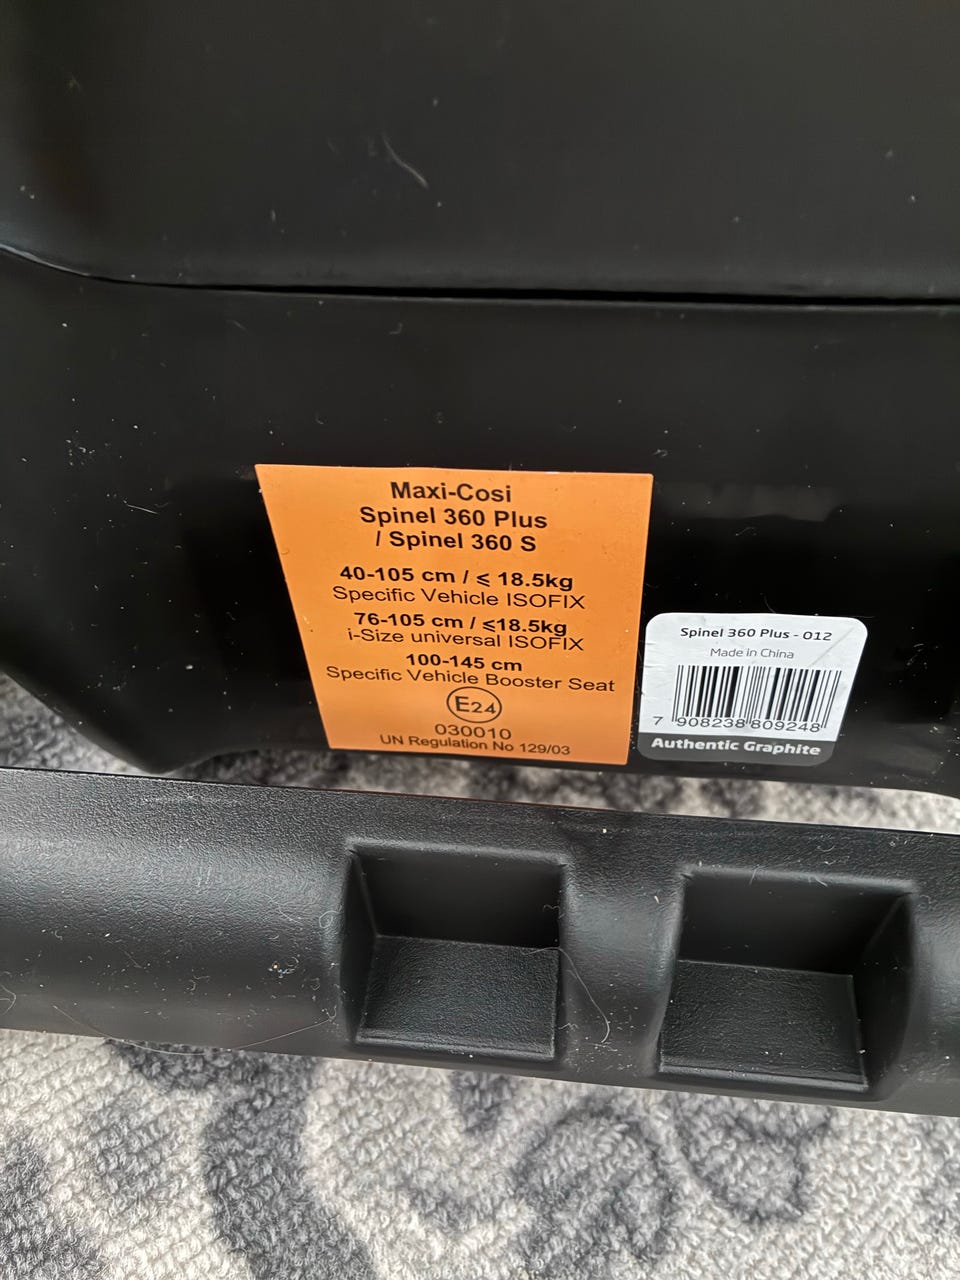 Maxi-Cosi
Spinel 360 Plus
/ Spinel 360 S
40-105 cm / ⩽ 18.5kg
Specific Vehicle ISOFIX
76-105 cm / ⩽18.5kg
i-Size universal ISOFIX
100-145 cm
Specific Vehicle Booster Seat
E24
030010
UN Regulation No 129/03
Spinel 360 Plus - 012
Made in China
7 908238 809248
Authentic Graphite